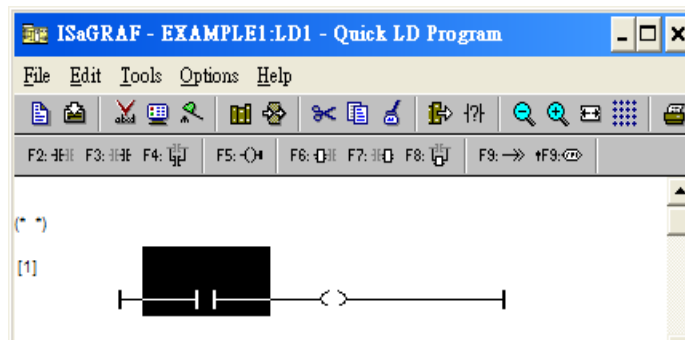 ISaGRAF - EXAMPLE1:LD1 - Quick LD Program
File Edit Tools Options Help
F2: F3: F4: F5: F6: F7: F8: F9: ↑F9:
(* *)
[1]